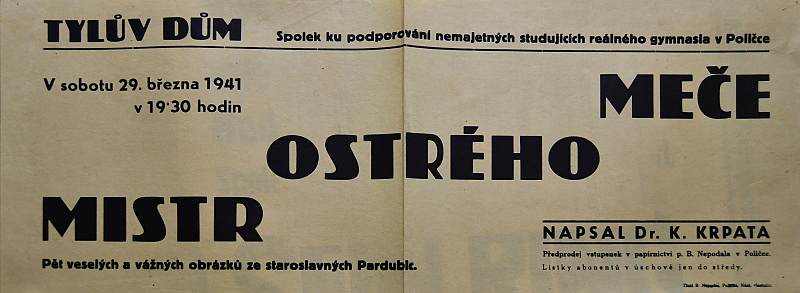 TYLŮV DŮM
Spolek ku podporování nemajetných studujících reálného gymnasia v Poličce
V sobotu 29. března 1941
v 19·30 hodin
MISTR
OSTRÉHO
MEČE
Pět veselých a vážných obrázků ze staroslavných Pardubic.
NAPSAL Dr. K. KRPATA
Předprodej vstupenek v papírnictví p. B. Nepodala v Poličce.
Lístky abonentů v úschově jen do středy.